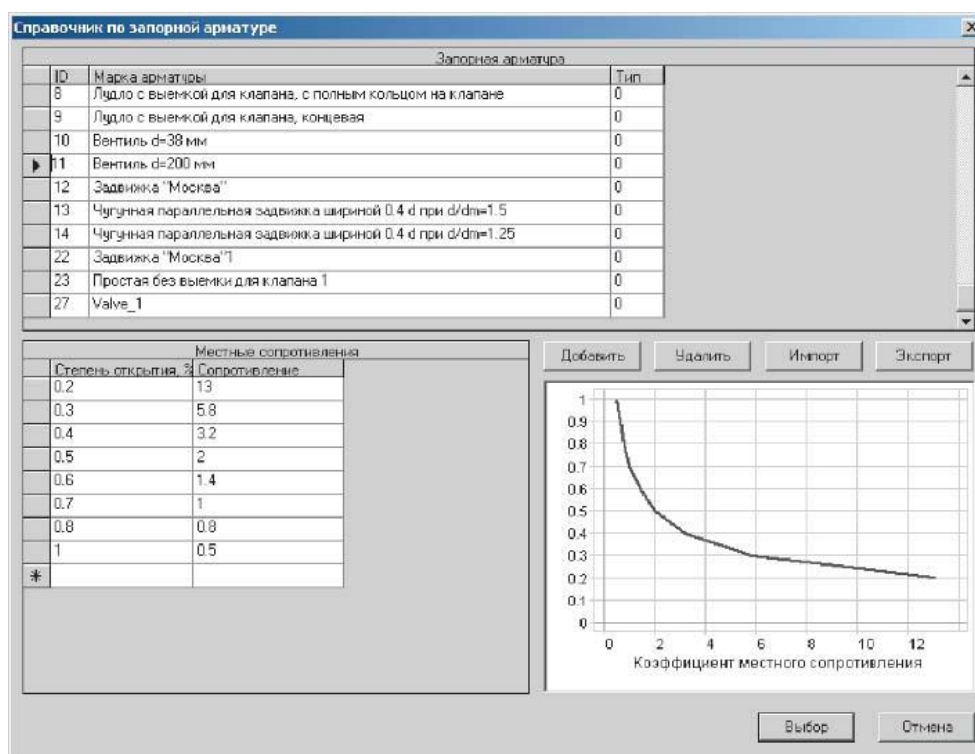 Справочник по запорной арматуре
Запорная арматура
ID Марка арматуры Тип
8 Лудло с выемкой для клапана, с полным кольцом на клапане 0
9 Лудло с выемкой для клапана, концевая 0
10 Вентиль d=38 мм 0
11 Вентиль d=200 мм 0
12 Задвижка "Москва" 0
13 Чугунная параллельная задвижка шириной 0.4 d при d/dm=1.5 0
14 Чугунная параллельная задвижка шириной 0.4 d при d/dm=1.25 0
22 Задвижка "Москва"1 0
23 Простая без выемки для клапана 1 0
27 Valve_1 0
Местные сопротивления
Степень открытия, % Сопротивление
0.2 13
0.3 5.8
0.4 3.2
0.5 2
0.6 1.4
0.7 1
0.8 0.8
1 0.5
Добавить Удалить Импорт Экспорт
1
0.9
0.8
0.7
0.6
0.5
0.4
0.3
0.2
0.1
0
0 2 4 6 8 10 12
Коэффициент местного сопротивления
Выбор Отмена